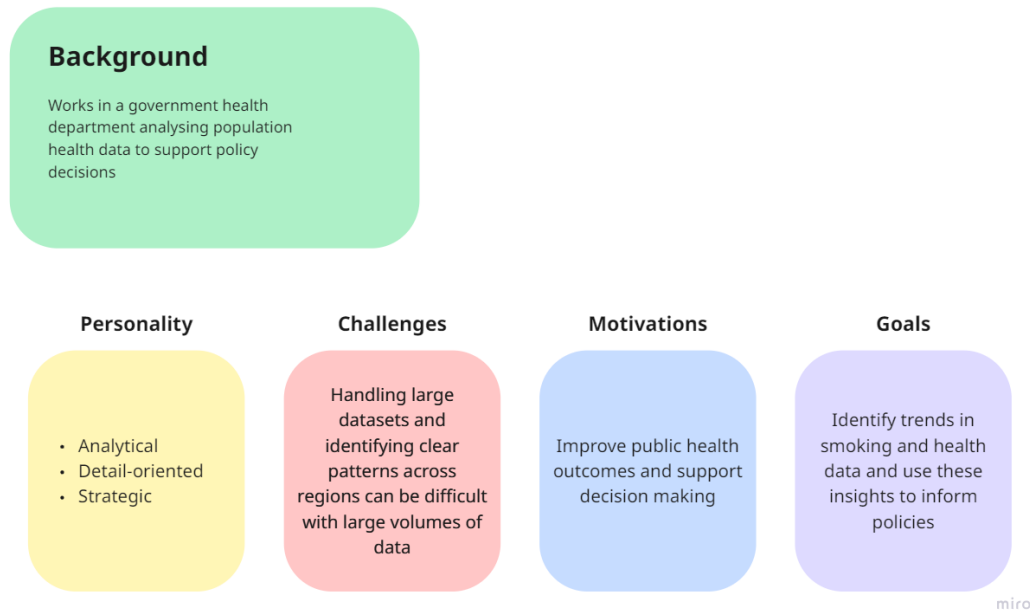 Background
Works in a government health
department analysing population
health data to support policy
decisions
Personality
• Analytical
• Detail-oriented
• Strategic
Challenges
Handling large
datasets and
identifying clear
patterns across
regions can be difficult
with large volumes of
data
Motivations
Improve public health
outcomes and support
decision making
Goals
Identify trends in
smoking and health
data and use these
insights to inform
policies
miro